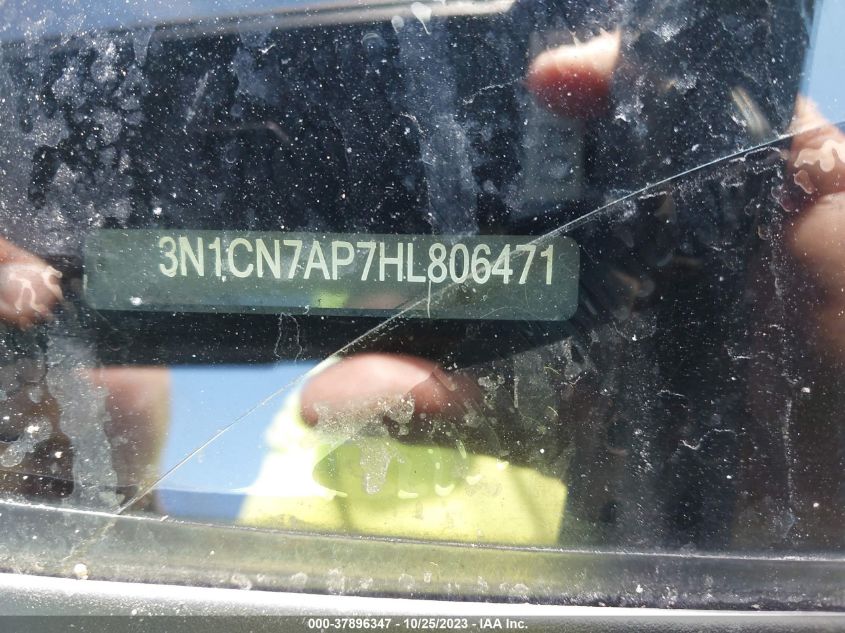 3N1CN7AP7HL806471
000-37896347 - 10/25/2023 - IAA Inc.